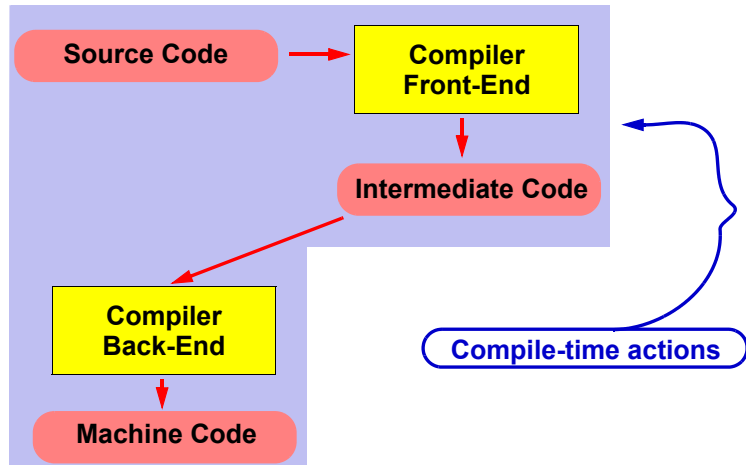 Source Code
Compiler
Front-End
Intermediate Code
Compiler
Back-End
Compile-time actions
Machine Code